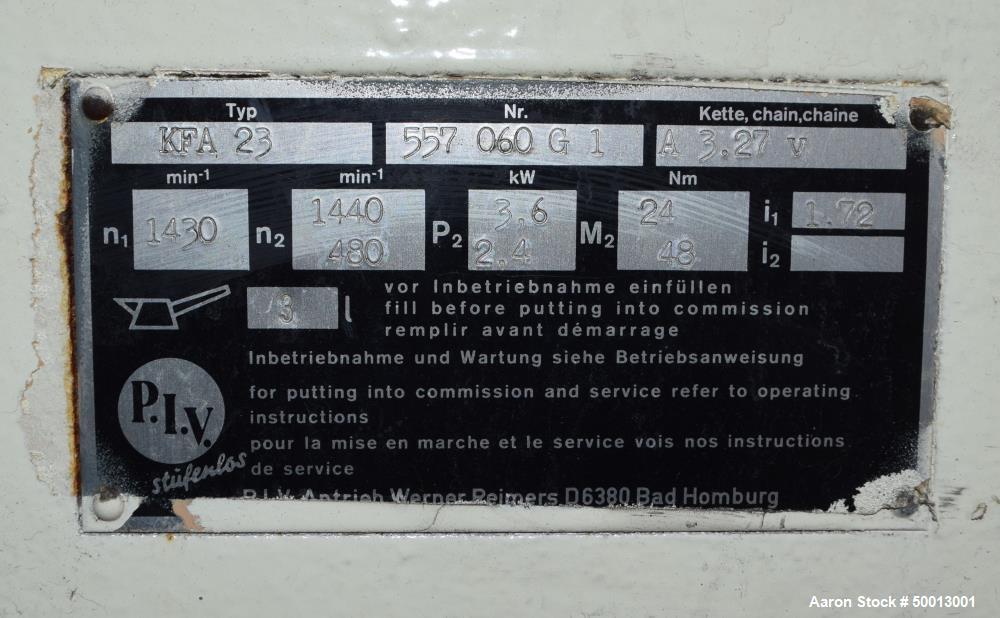 Typ Nr. Kette, chain, chaine
KFA 23 557 060 G 1 A 3.27 v
min-1 min-1 kW Nm
n1 1430 n2 1440 480 P2 3,6 2,4 M2 24 48 i1 1.72
i2
3 l
vor Inbetriebnahme einfüllen
fill before putting into commission
remplir avant démarrage
Inbetriebnahme und Wartung siehe Betriebsanweisung
for putting into commission and service refer to operating
instructions
pour la mise en marche et le service vois nos instructions
de service
P.I.V.
stufenlos
P.I.V. Antrieb Werner Reimers D6380 Bad Homburg
Aaron Stock # 50013001